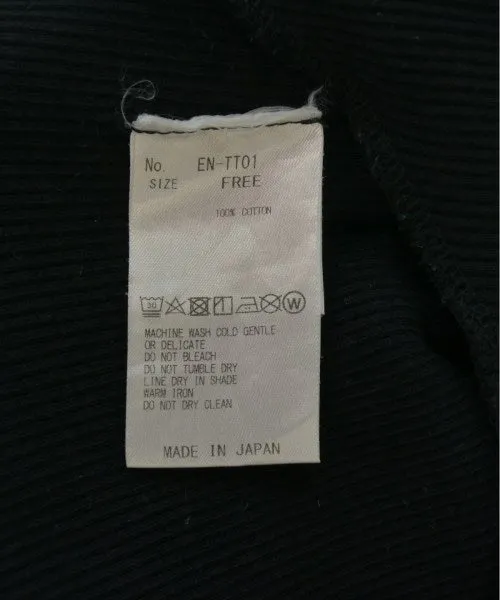 No. EN-TT01
SIZE FREE
100% COTTON
30 W
MACHINE WASH COLD GENTLE
OR DELICATE
DO NOT BLEACH
DO NOT TUMBLE DRY
LINE DRY IN SHADE
WARM IRON
DO NOT DRY CLEAN
MADE IN JAPAN